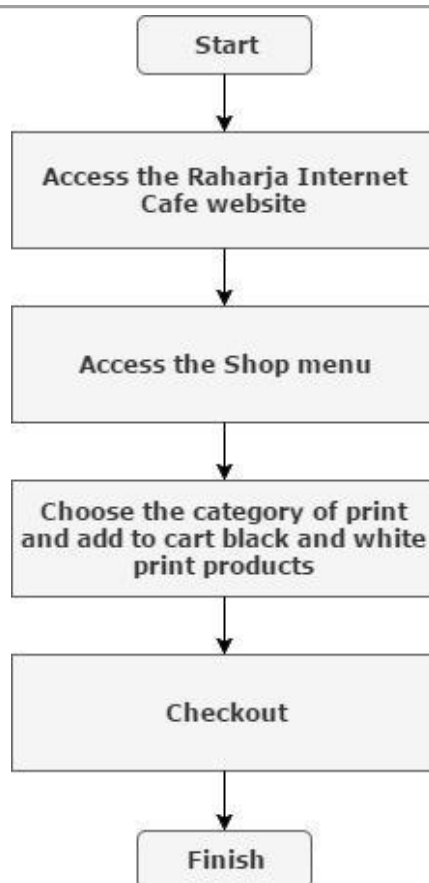 Start
Access the Raharja Internet
Cafe website
Access the Shop menu
Choose the category of print
and add to cart black and white
print products
Checkout
Finish